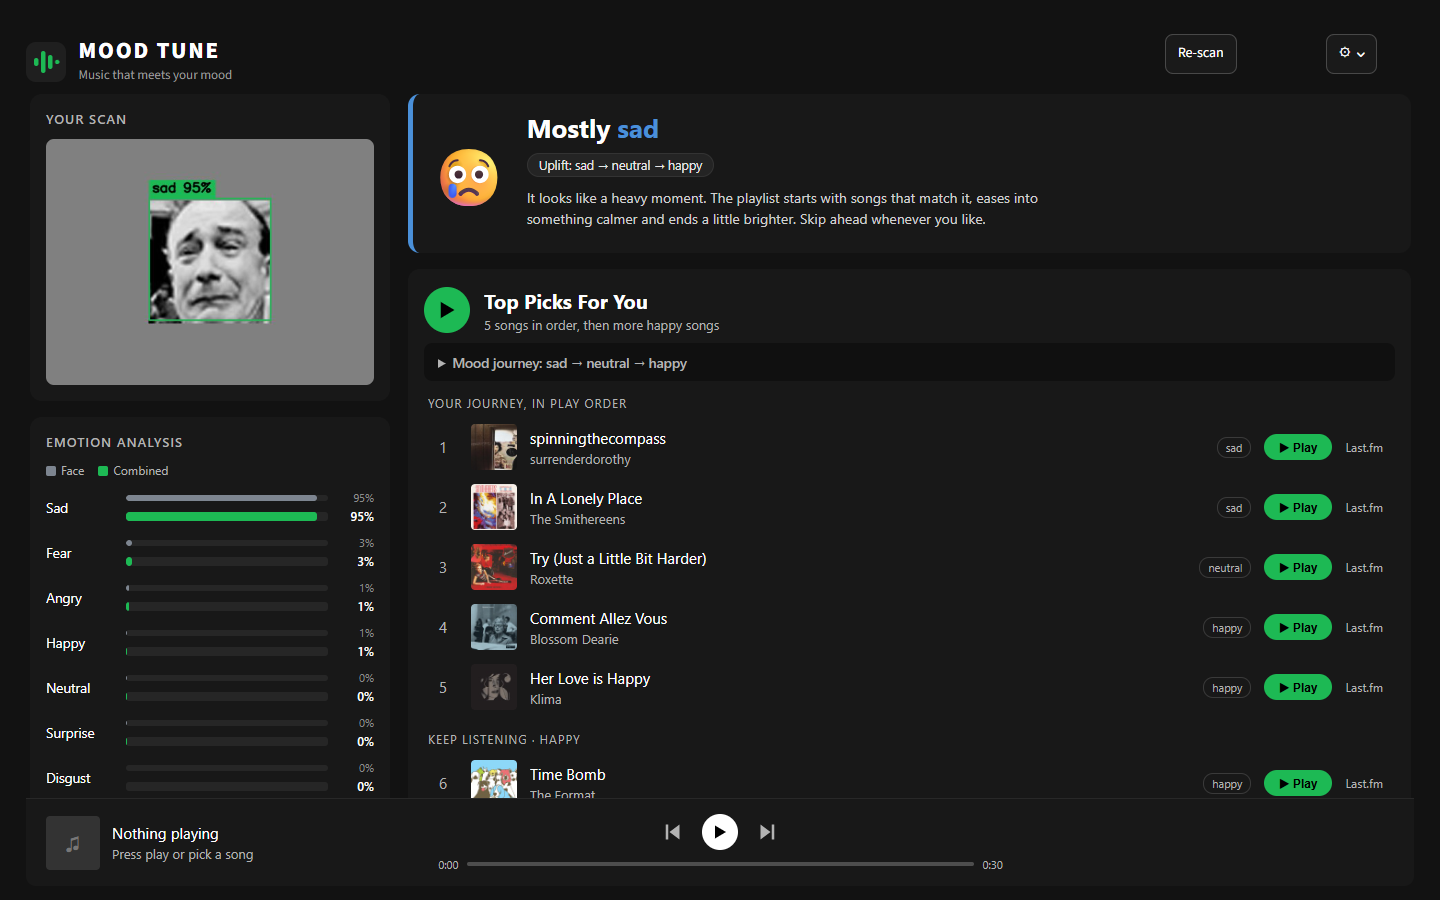 MOOD TUNE
Music that meets your mood
Re-scan
YOUR SCAN
sad 95%
EMOTION ANALYSIS
Face
Combined
Sad
95%
95%
Fear
3%
3%
Angry
1%
1%
Happy
1%
1%
Neutral
0%
0%
Surprise
0%
0%
Disgust
0%
0%
Mostly sad
Uplift: sad → neutral → happy
It looks like a heavy moment. The playlist starts with songs that match it, eases into
something calmer and ends a little brighter. Skip ahead whenever you like.
Top Picks For You
5 songs in order, then more happy songs
▶ Mood journey: sad → neutral → happy
YOUR JOURNEY, IN PLAY ORDER
1
spinningthecompass
surrenderdorothy
sad
▶ Play
Last.fm
2
In A Lonely Place
The Smithereens
sad
▶ Play
Last.fm
3
Try (Just a Little Bit Harder)
Roxette
neutral
▶ Play
Last.fm
4
Comment Allez Vous
Blossom Dearie
happy
▶ Play
Last.fm
5
Her Love is Happy
Klima
happy
▶ Play
Last.fm
KEEP LISTENING · HAPPY
6
Time Bomb
The Format
happy
▶ Play
Last.fm
Nothing playing
Press play or pick a song
0:00
0:30